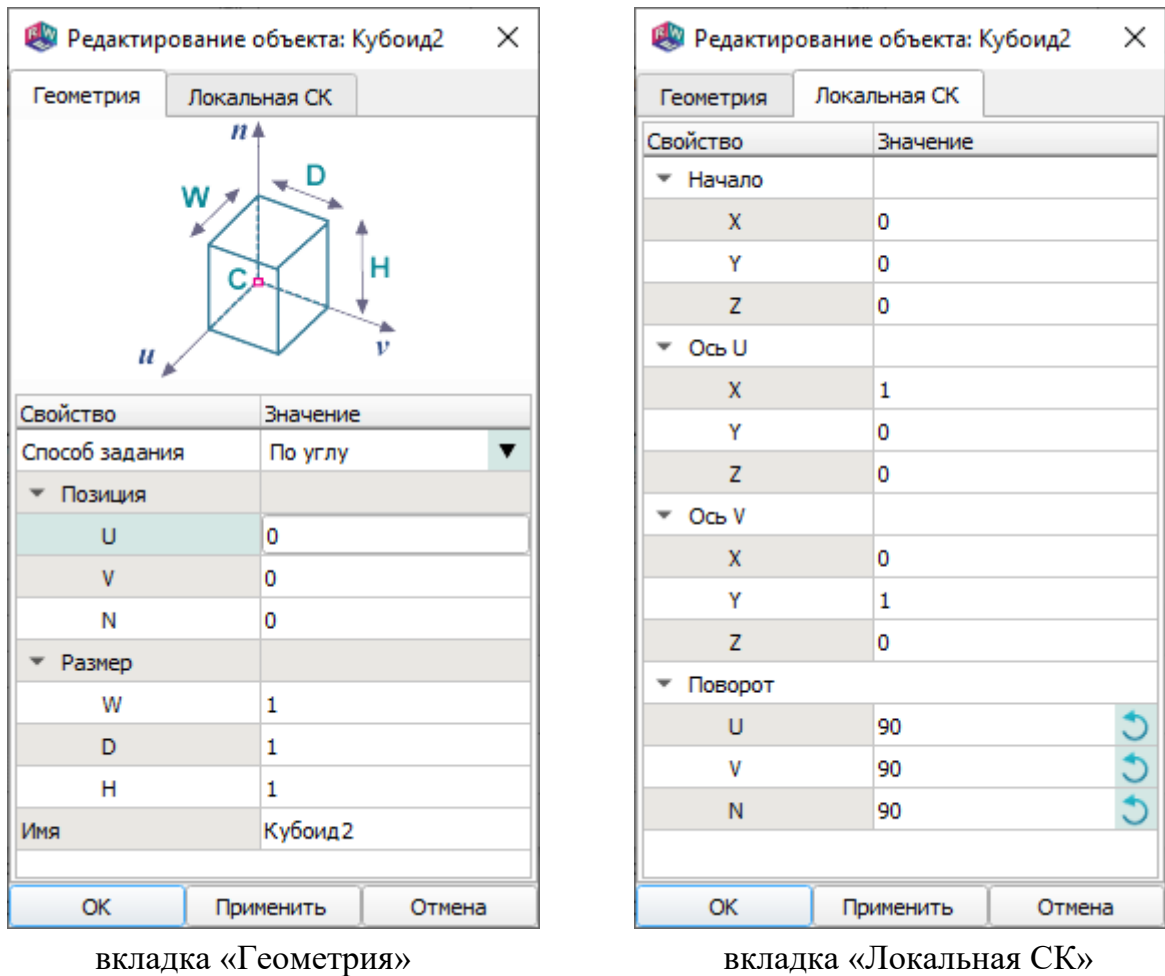 Редактирование объекта: Кубоид2
Геометрия Локальная СК
n
W D
C H
u v
Свойство Значение
Способ задания По углу
Позиция
U 0
V 0
N 0
Размер
W 1
D 1
H 1
Имя Кубоид2
OK Применить Отмена
вкладка «Геометрия»
Редактирование объекта: Кубоид2
Геометрия Локальная СК
Свойство Значение
Начало
X 0
Y 0
Z 0
Ось U
X 1
Y 0
Z 0
Ось V
X 0
Y 1
Z 0
Поворот
U 90
V 90
N 90
OK Применить Отмена
вкладка «Локальная СК»